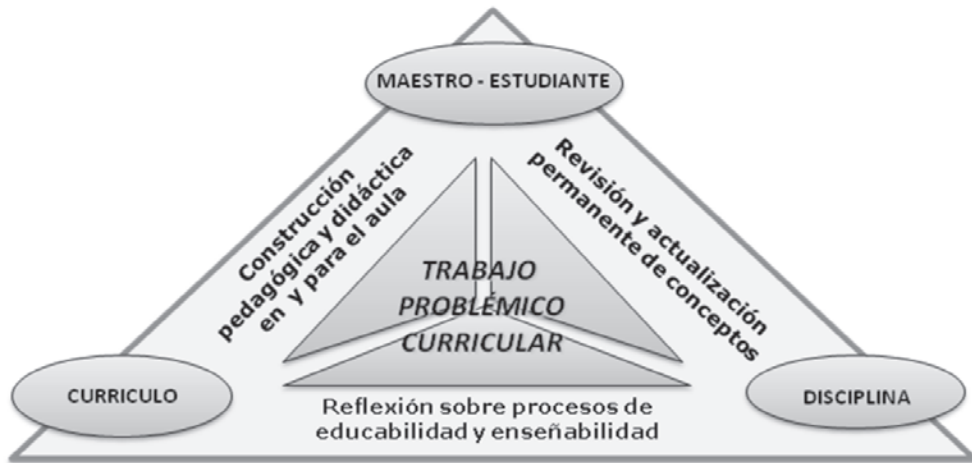 MAESTRO - ESTUDIANTE
Construcción
pedagógica y didáctica
en y para el aula
Revisión y actualización
permanente de conceptos
TRABAJO
PROBLÉMICO
CURRICULAR
CURRICULO
DISCIPLINA
Reflexión sobre procesos de
educabilidad y enseñabilidad